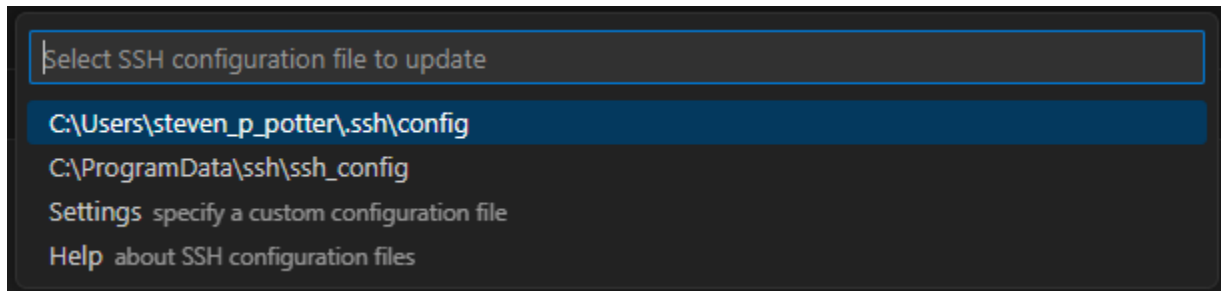 Select SSH configuration file to update
C:\Users\steven_p_potter\.ssh\config
C:\ProgramData\ssh\ssh_config
Settings specify a custom configuration file
Help about SSH configuration files